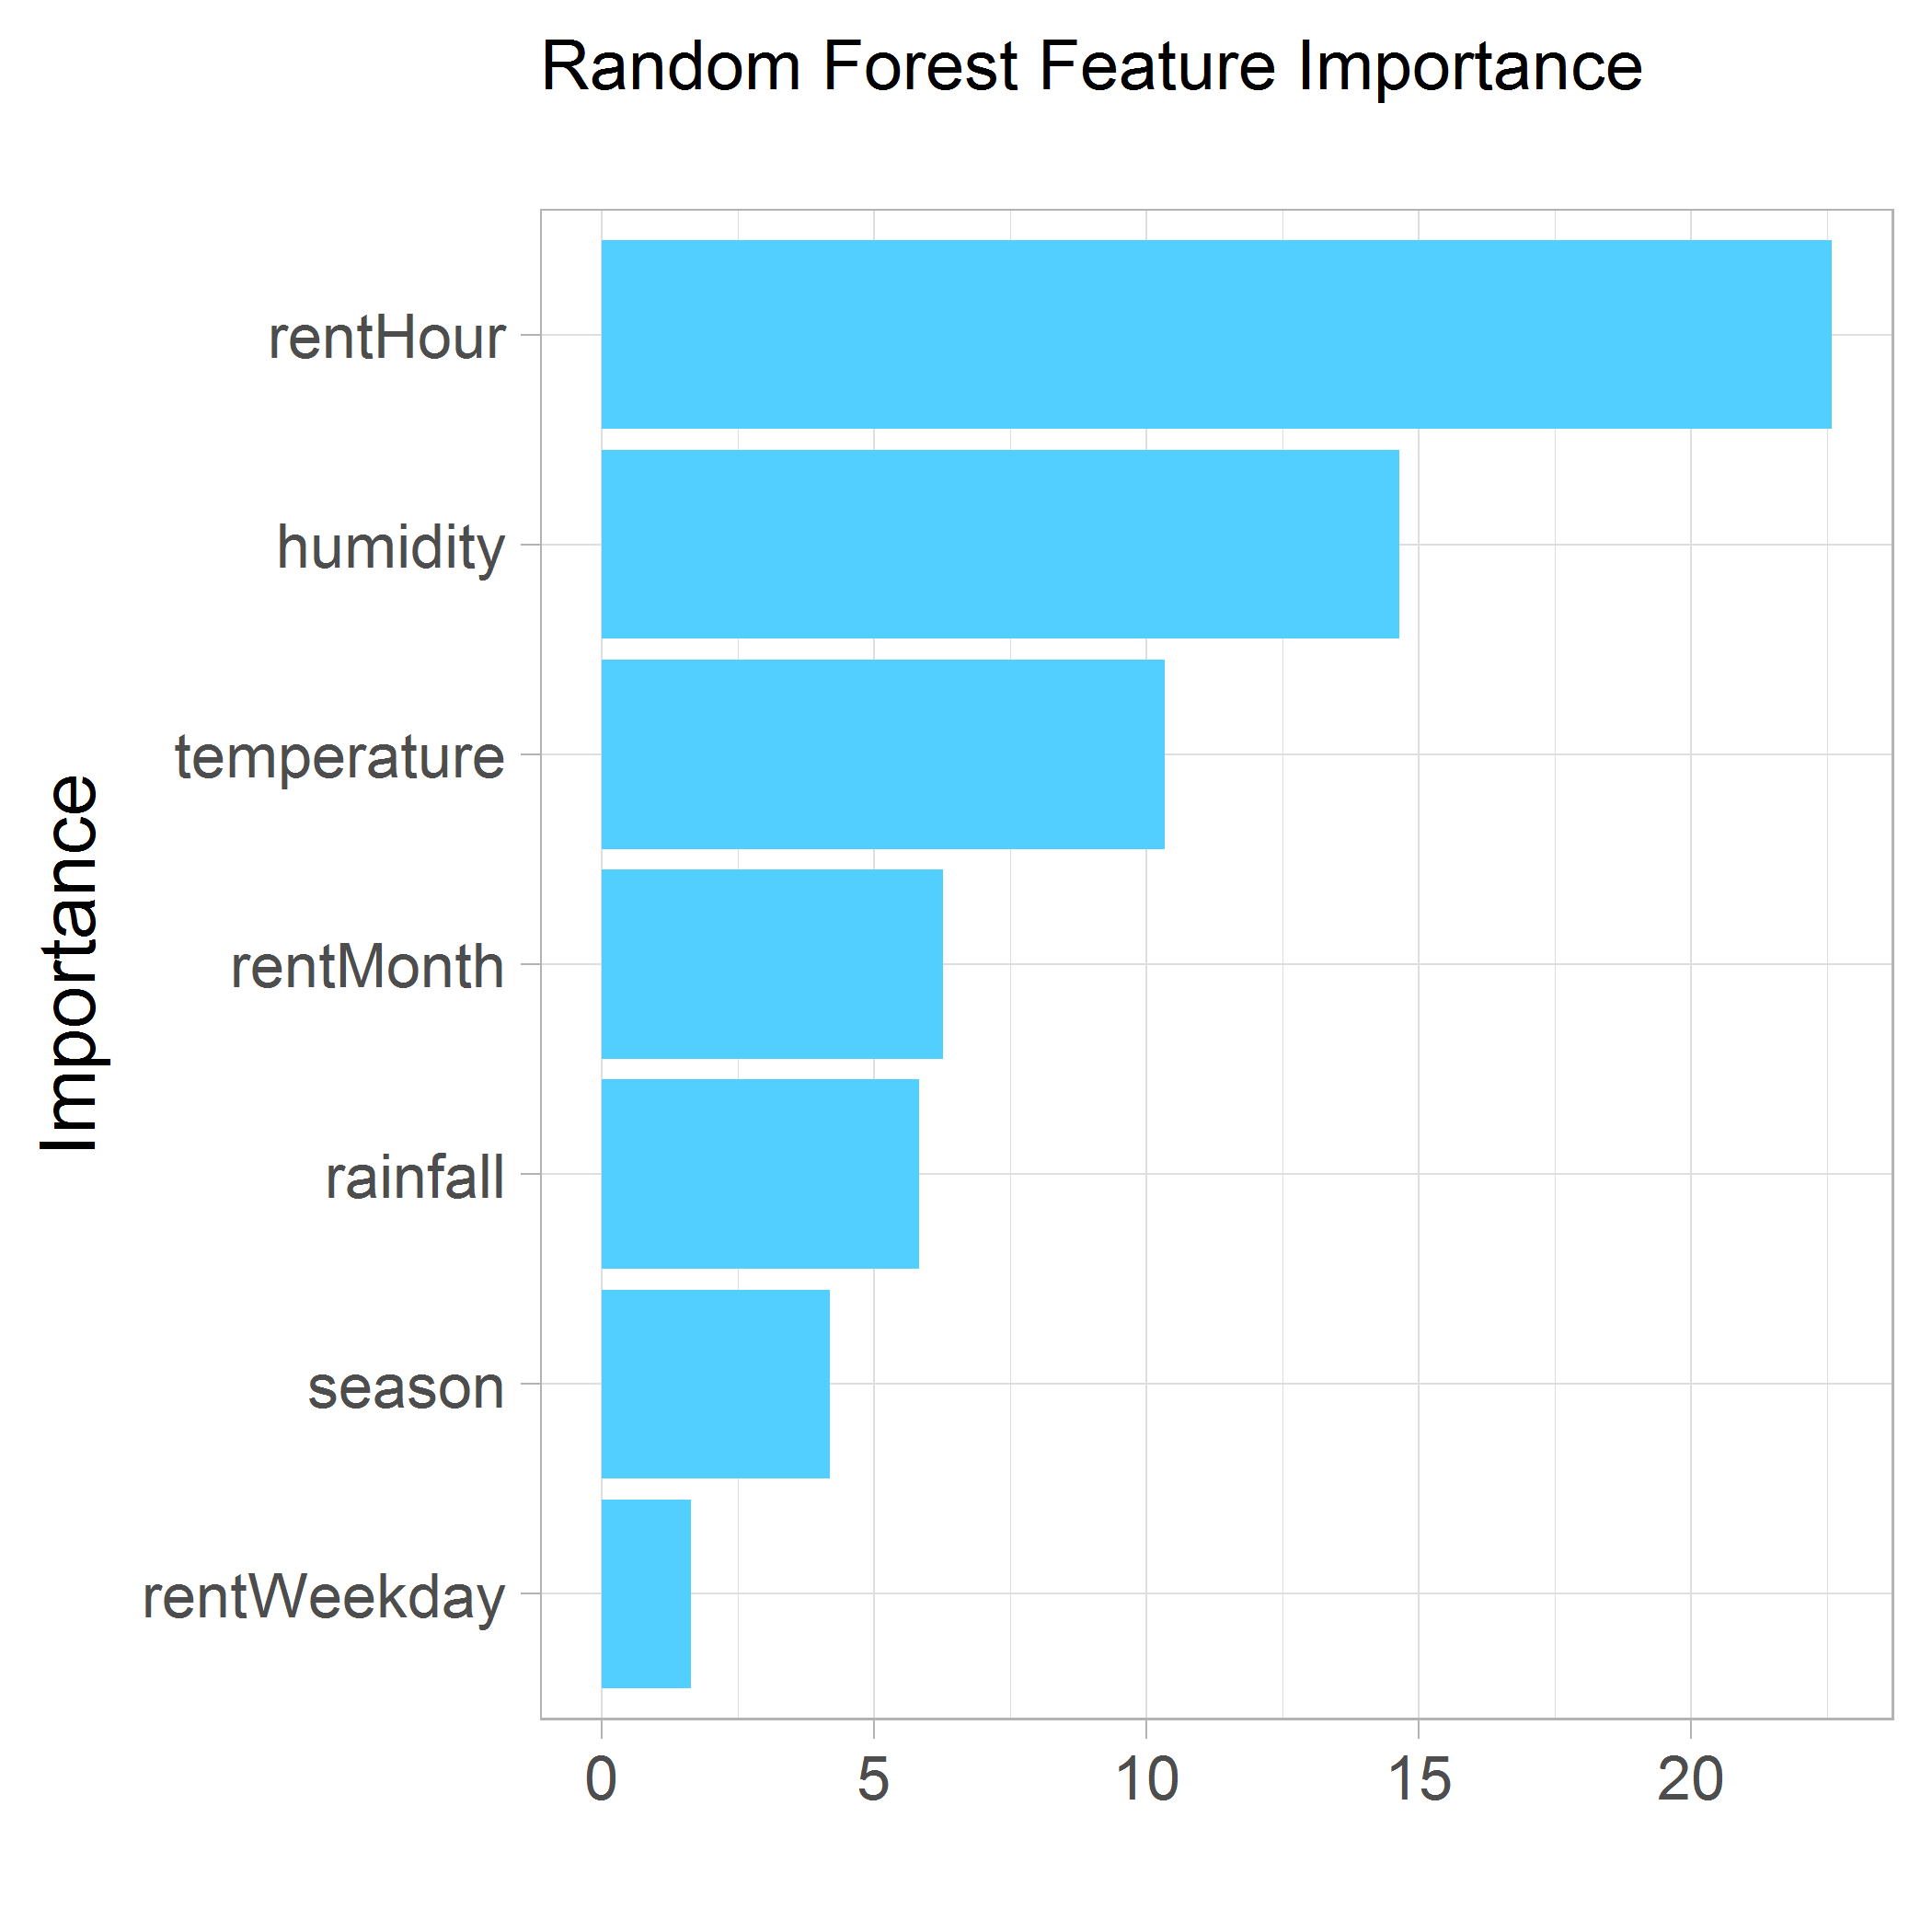 Random Forest Feature Importance
Importance
rentHour
humidity
temperature
rentMonth
rainfall
season
rentWeekday
0 5 10 15 20